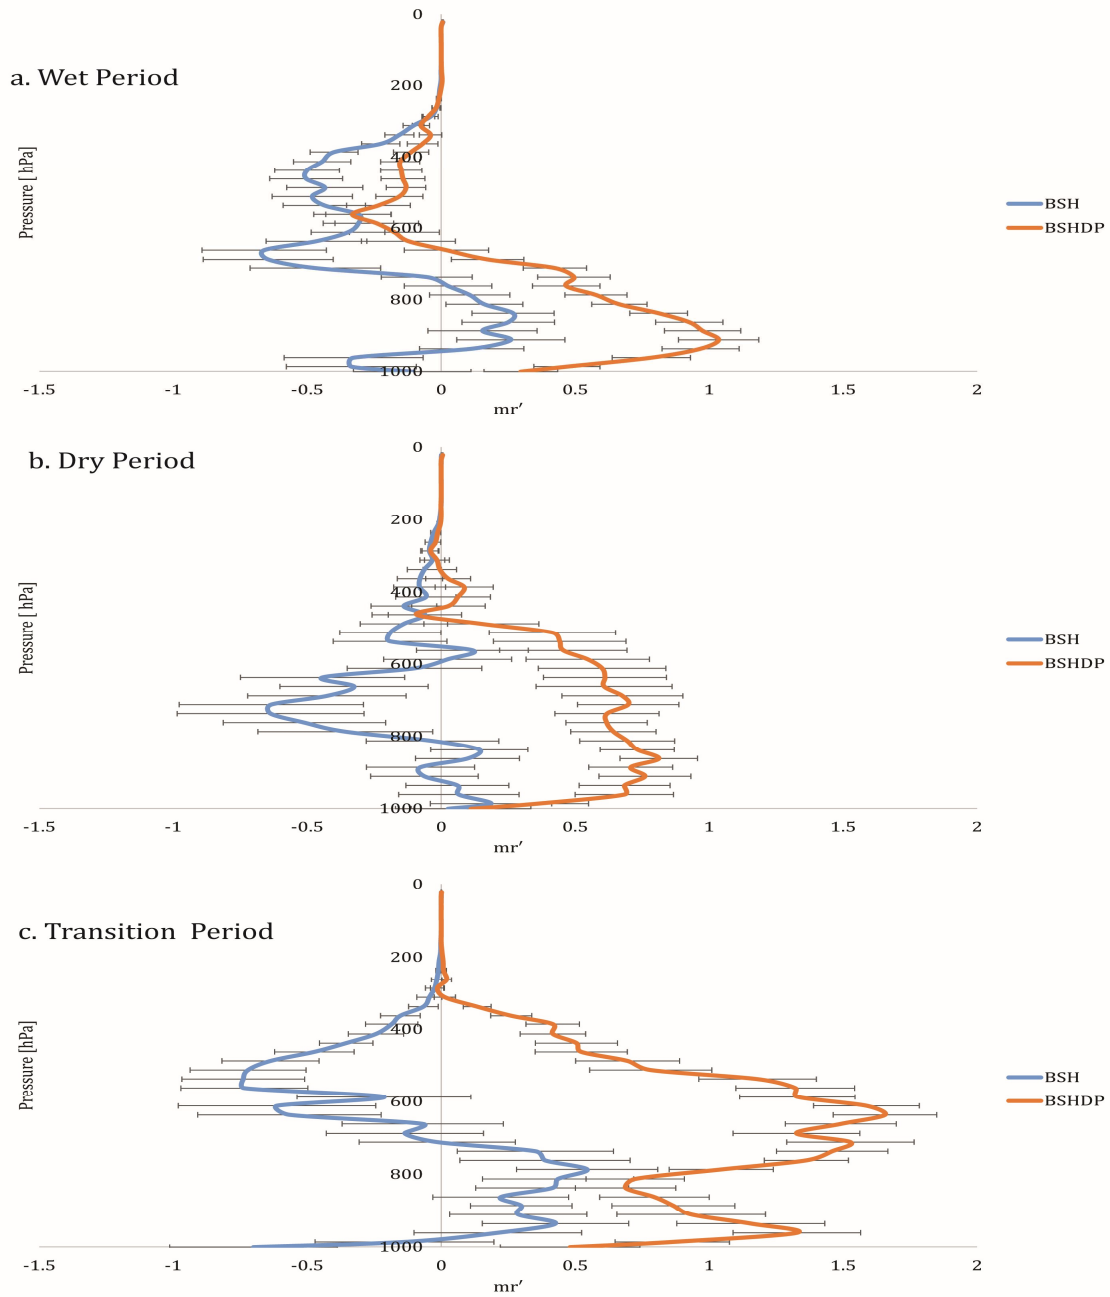 a. Wet Period
0
200
400
600
800
1000
Pressure [ hPa]
-1.5 -1 -0.5 0 0.5 1 1.5 2
mr′
BSH
BSHDP
b. Dry Period
0
200
400
600
800
1000
Pressure [ hPa]
-1.5 -1 -0.5 0 0.5 1 1.5 2
mr′
BSH
BSHDP
c. Transition Period
0
200
400
600
800
1000
Pressure [hPa]
-1.5 -1 -0.5 0 0.5 1 1.5 2
mr′
BSH
BSHDP